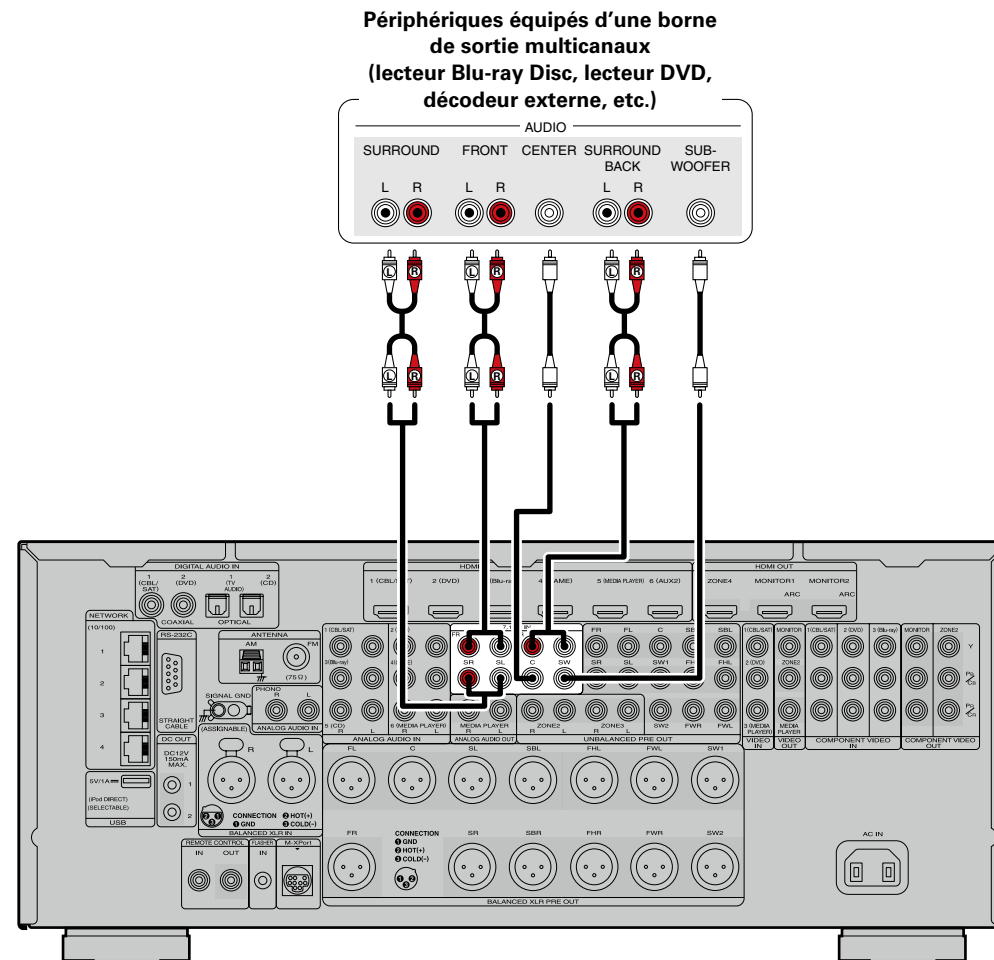 Périphériques équipés d’une borne
de sortie multicanaux
(lecteur Blu-ray Disc, lecteur DVD,
décodeur externe, etc.)
AUDIO
SURROUND FRONT CENTER SURROUND BACK SUB-WOOFER
L R L R L R
L R L R L R
L R L R L R
DIGITAL AUDIO IN
1 (CBL/SAT) 2 (DVD) 1 (TV AUDIO) 2 (CD)
COAXIAL OPTICAL
HDMI
1 2 (DVD) 5 (MEDIA PLAYER) 6 (AUX2)
HDMI OUT
ZONE4 MONITOR1 MONITOR2
ARC ARC
NETWORK
(10/100)
1
2
3
4
RS-232C
STRAIGHT CABLE
ANTENNA
AM FM
(75Ω)
SIGNAL GND
PHONO
R L
(ASSIGNABLE) ANALOG AUDIO IN
1 (CBL/SAT)
3(Blu-ray)
5 (CD) 6 (MEDIA PLAYER)
R L R L
ANALOG AUDIO IN
FR
SR SL C SW
MEDIA PLAYER
R L
ANALOG AUDIO OUT
FR FL C SBL
SR SL SW1 FHL
ZONE2 ZONE3 SW2 FWR FWL
R L R L
UNBALANCED PRE OUT
1(CBL/SAT) MONITOR 1(CBL/SAT) 2 (DVD) 3 (Blu-ray) MONITOR ZONE2
2 (DVD) ZONE2
3 (MEDIA PLAYER) MEDIA PLAYER
Y
PB/CB
VIDEO IN VIDEO OUT COMPONENT VIDEO IN COMPONENT VIDEO OUT
DC OUT
DC12V
150mA
MAX.
1
2
5V/1A
(iPod DIRECT)
(SELECTABLE)
USB
R L
CONNECTION
❶ GND
❷ HOT(+)
❸ COLD(–)
BALANCED XLR IN
FL C SL SBL FHL FWL SW1
FR SR SBR FHR FWR SW2
CONNECTION
❶ GND
❷ HOT(+)
❸ COLD(–)
BALANCED XLR PRE OUT
REMOTE CONTROL FLASHER M-XPort
IN OUT IN
AC IN